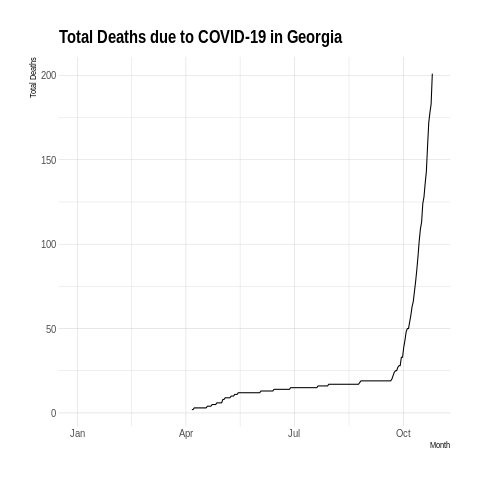 Total Deaths due to COVID-19 in Georgia
Total Deaths
200
150
100
50
0
Jan Apr Jul Oct
Month